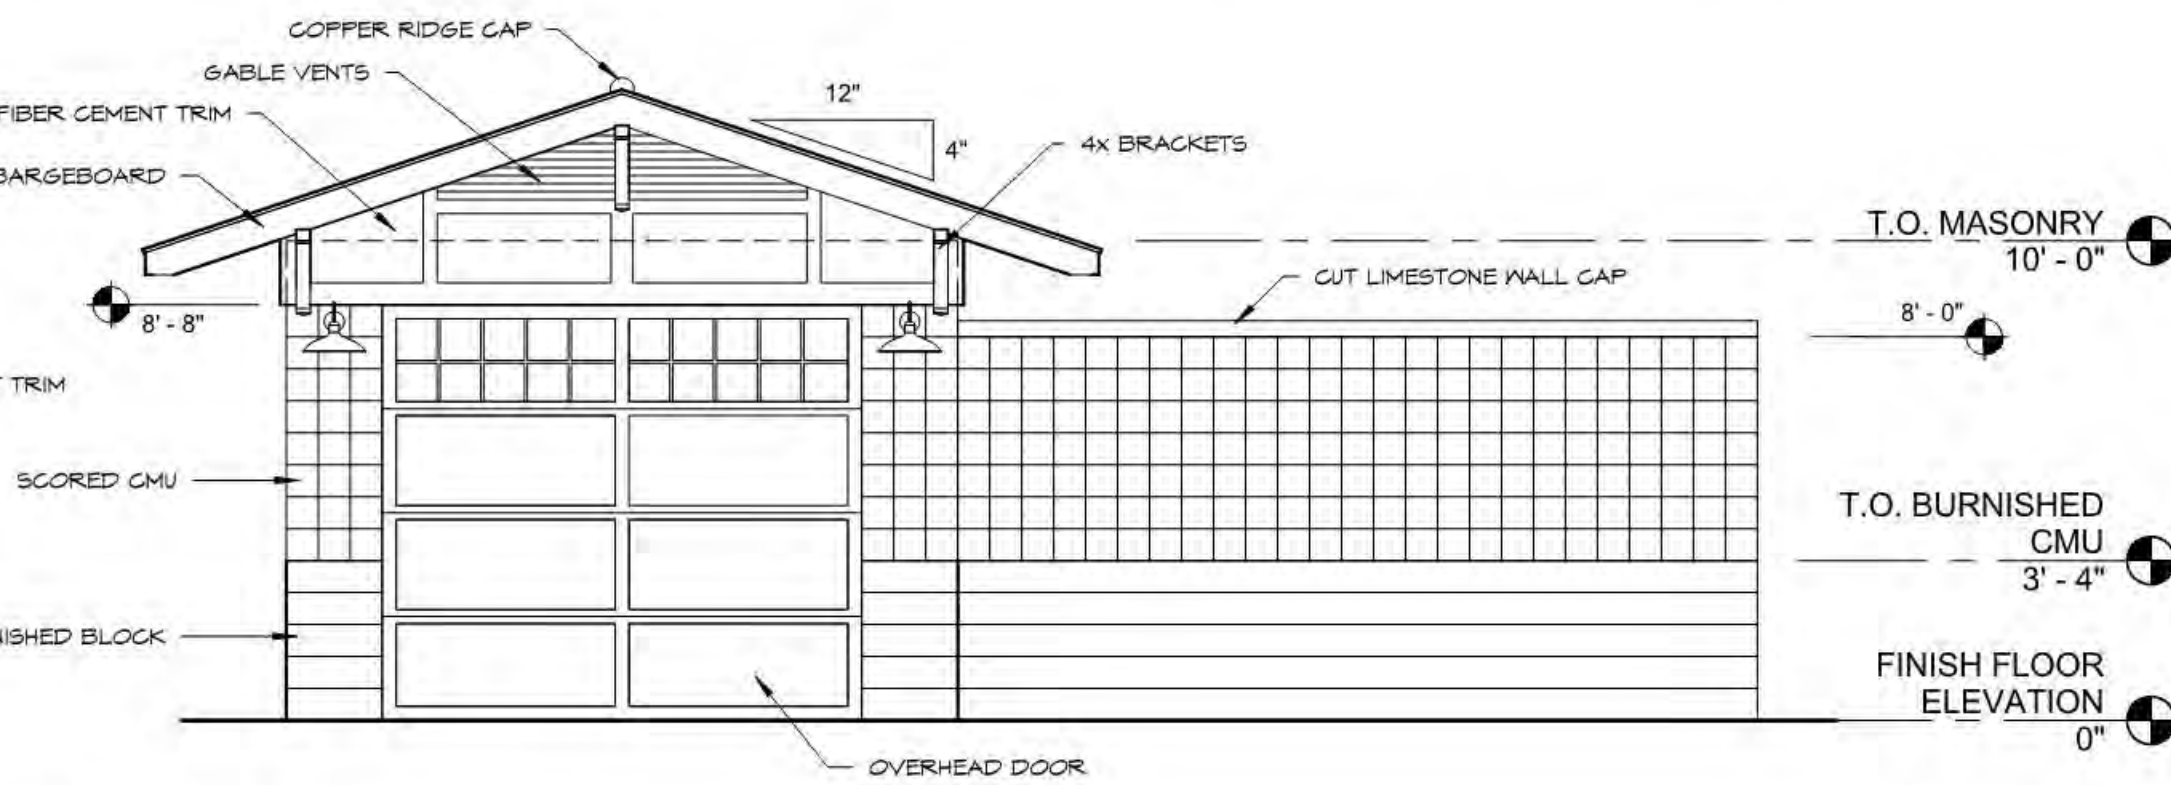 COPPER RIDGE CAP
GABLE VENTS
FIBER CEMENT TRIM
BARGEBOARD
12"
4"
4x BRACKETS
T.O. MASONRY
10' - 0"
CUT LIMESTONE WALL CAP
8' - 0"
8' - 8"
TRIM
SCORED CMU
T.O. BURNISHED
CMU
3' - 4"
NISHED BLOCK
FINISH FLOOR
ELEVATION
0"
OVERHEAD DOOR